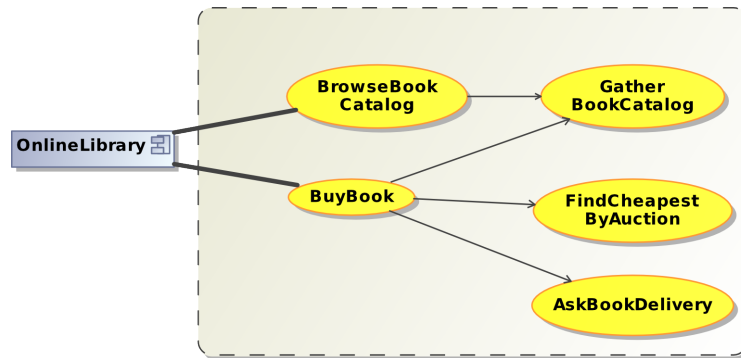 OnlineLibrary
BrowseBook
Catalog
Gather
BookCatalog
BuyBook
FindCheapest
ByAuction
AskBookDelivery